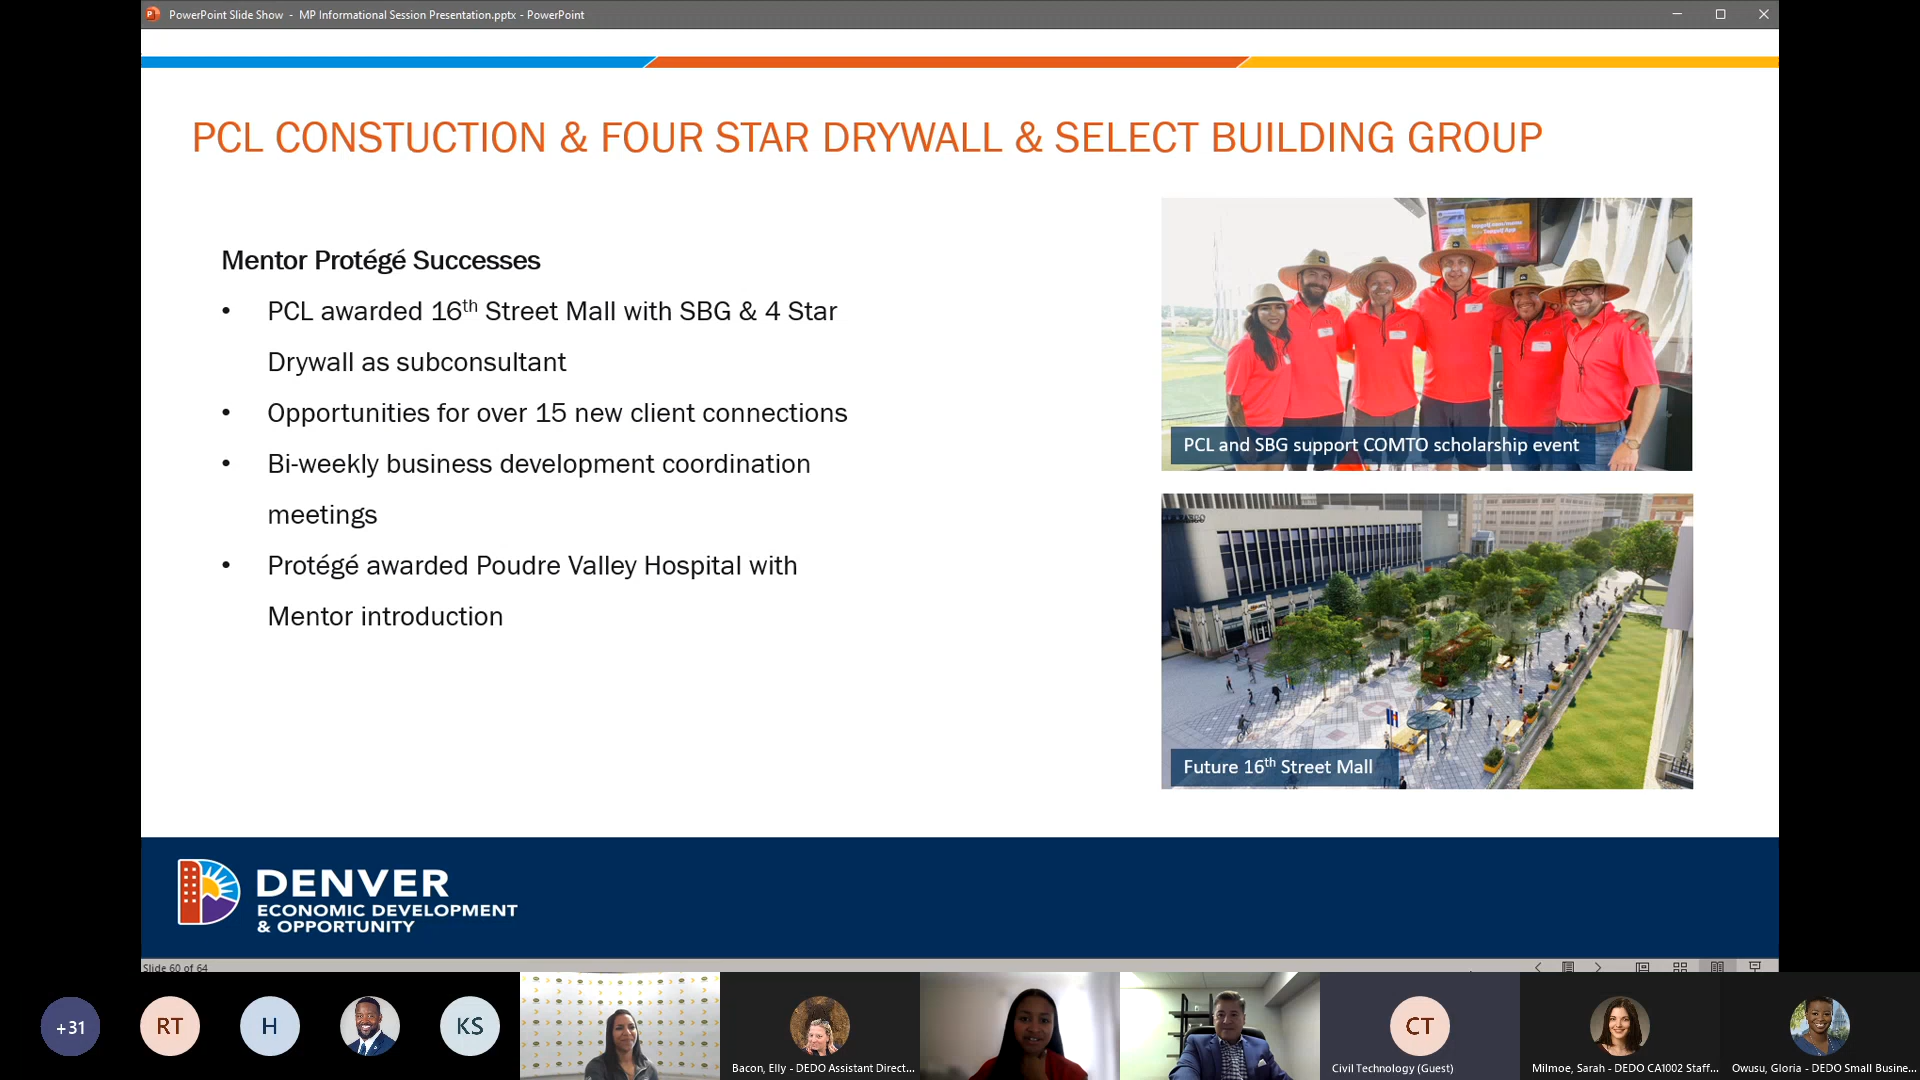 PowerPoint Slide Show - MP Informational Session Presentation.pptx - PowerPoint
PCL CONSTUCTION & FOUR STAR DRYWALL & SELECT BUILDING GROUP
Mentor Protégé Successes
• PCL awarded 16th Street Mall with SBG & 4 Star
Drywall as subconsultant
• Opportunities for over 15 new client connections
• Bi-weekly business development coordination
meetings
• Protégé awarded Poudre Valley Hospital with
Mentor introduction
PCL and SBG support COMTO scholarship event
Future 16th Street Mall
DENVER
ECONOMIC DEVELOPMENT
& OPPORTUNITY
Slide 60 of 64
+31
RT
H
KS
CT
Bacon, Elly - DEDO Assistant Direct...
Civil Technology (Guest)
Milmoe, Sarah - DEDO CA1002 Staff...
Owusu, Gloria - DEDO Small Busine...